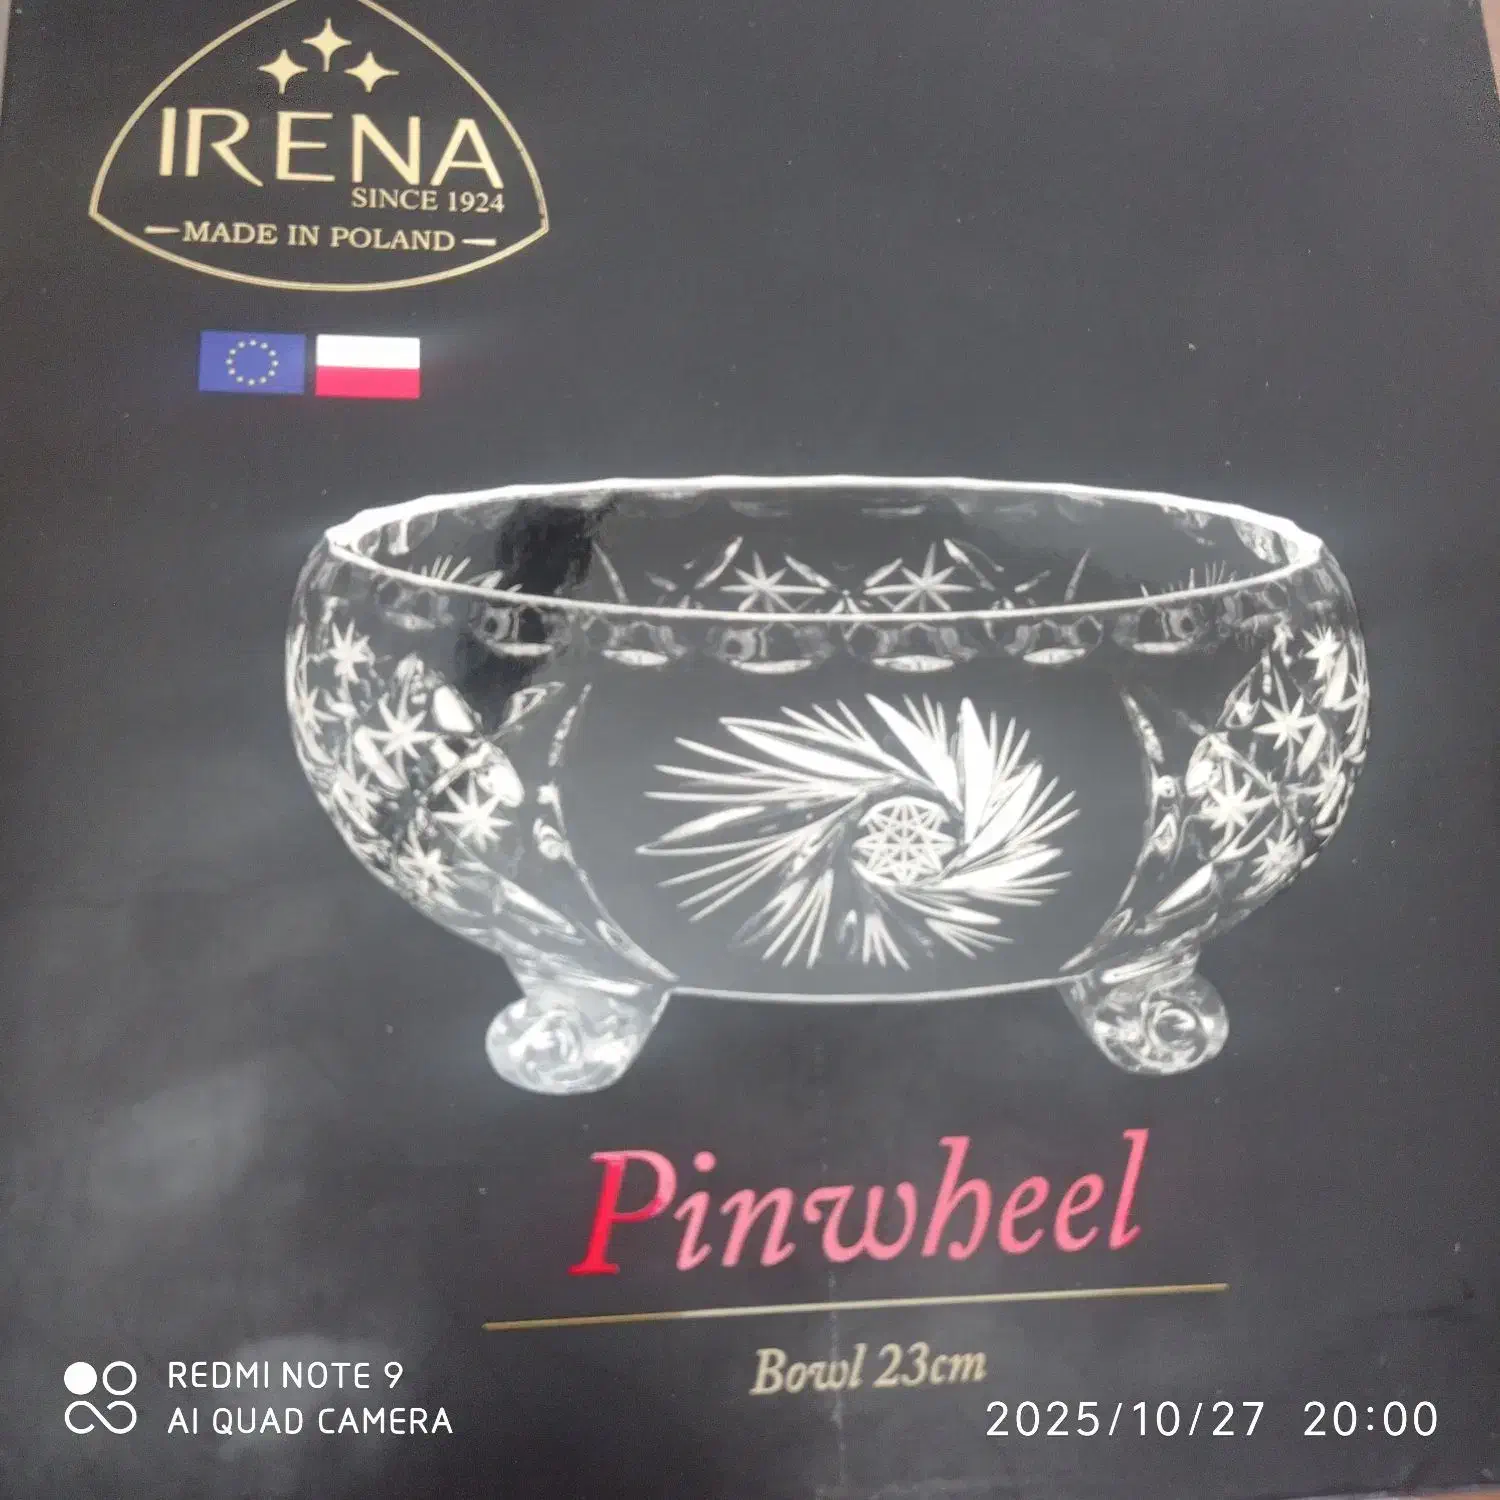 IRENA
SINCE 1924
MADE IN POLAND
Pinwheel
Bowl 23cm
REDMI NOTE 9
AI QUAD CAMERA
2025/10/27 20:00